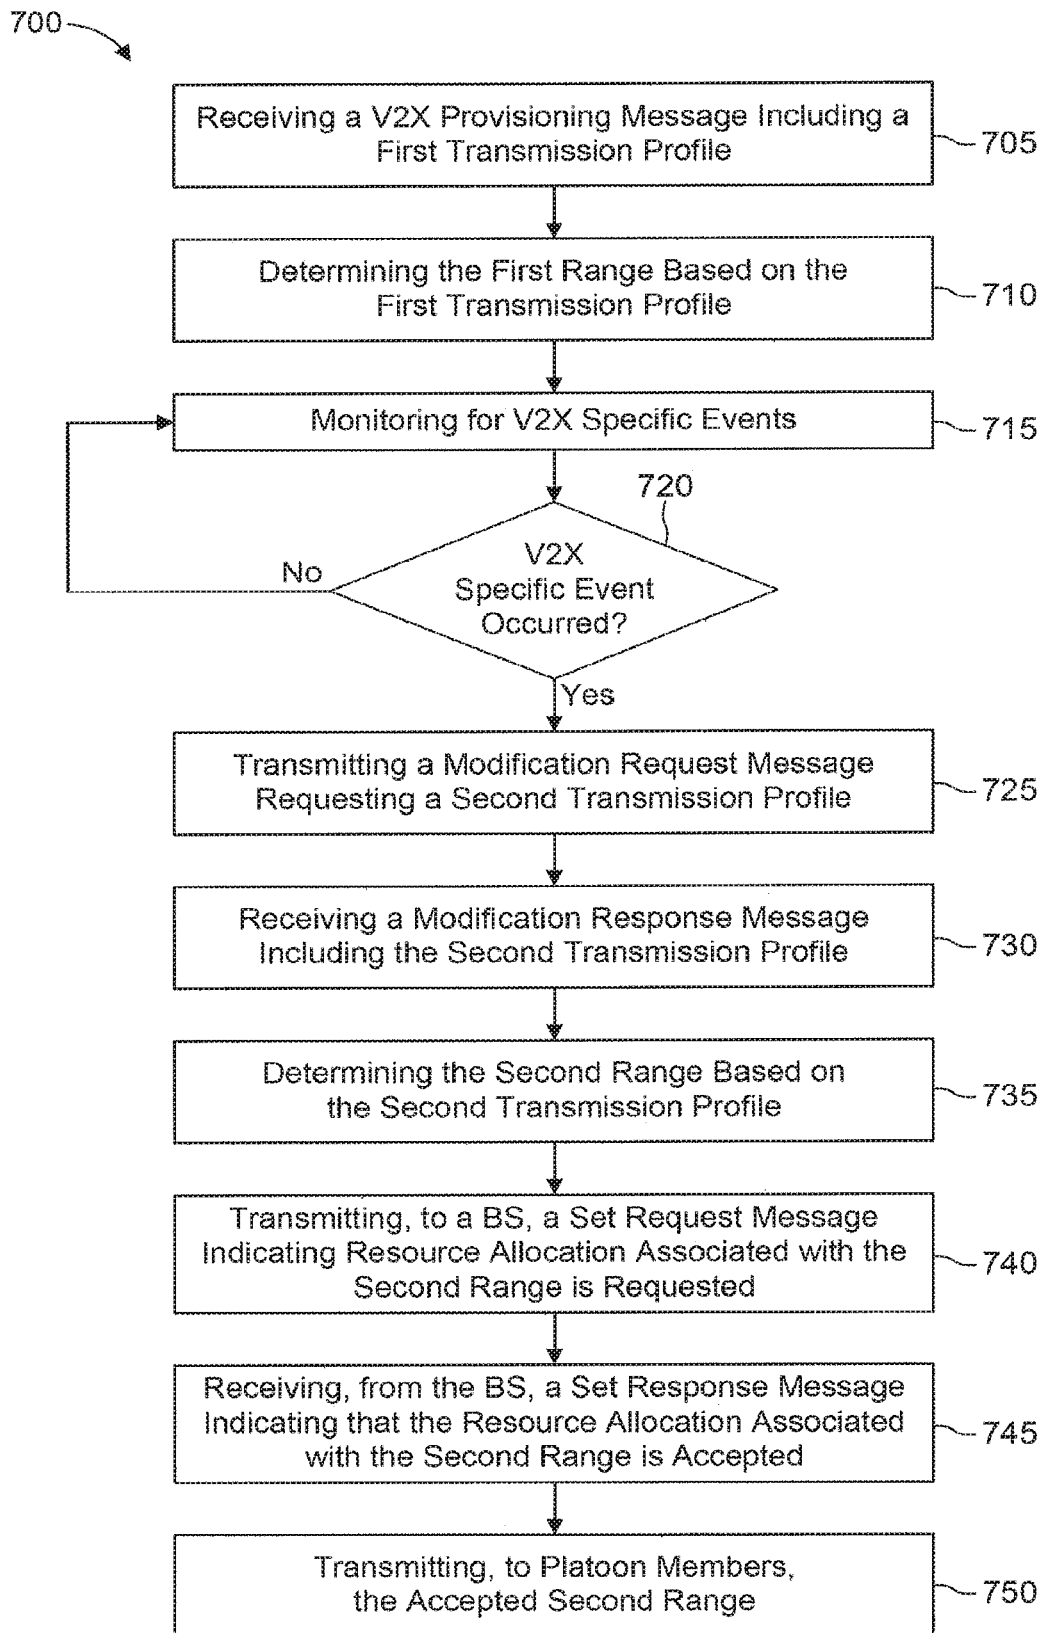 700
Receiving a V2X Provisioning Message Including a
First Transmission Profile
705
Determining the First Range Based on the
First Transmission Profile
710
Monitoring for V2X Specific Events
715
720
V2X
Specific Event
Occurred?
No
Yes
Transmitting a Modification Request Message
Requesting a Second Transmission Profile
725
Receiving a Modification Response Message
Including the Second Transmission Profile
730
Determining the Second Range Based on
the Second Transmission Profile
735
Transmitting, to a BS, a Set Request Message
Indicating Resource Allocation Associated with the
Second Range is Requested
740
Receiving, from the BS, a Set Response Message
Indicating that the Resource Allocation Associated
with the Second Range is Accepted
745
Transmitting, to Platoon Members,
the Accepted Second Range
750